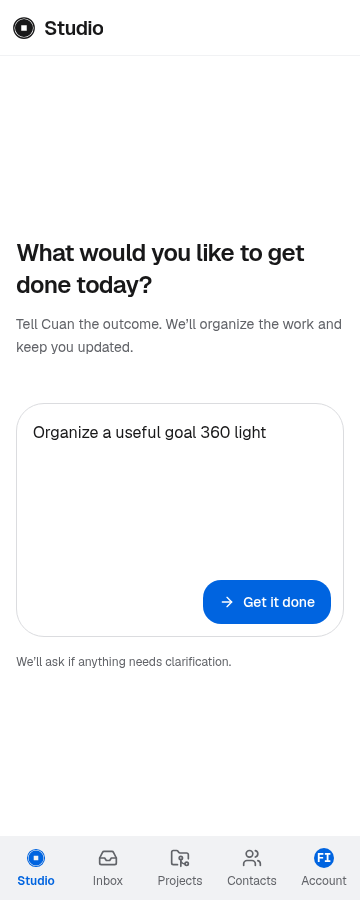 Studio
What would you like to get
done today?
Tell Cuan the outcome. We'll organize the work and
keep you updated.
Organize a useful goal 360 light
Get it done
We'll ask if anything needs clarification.
FI
Studio
Inbox
Projects
Contacts
Account